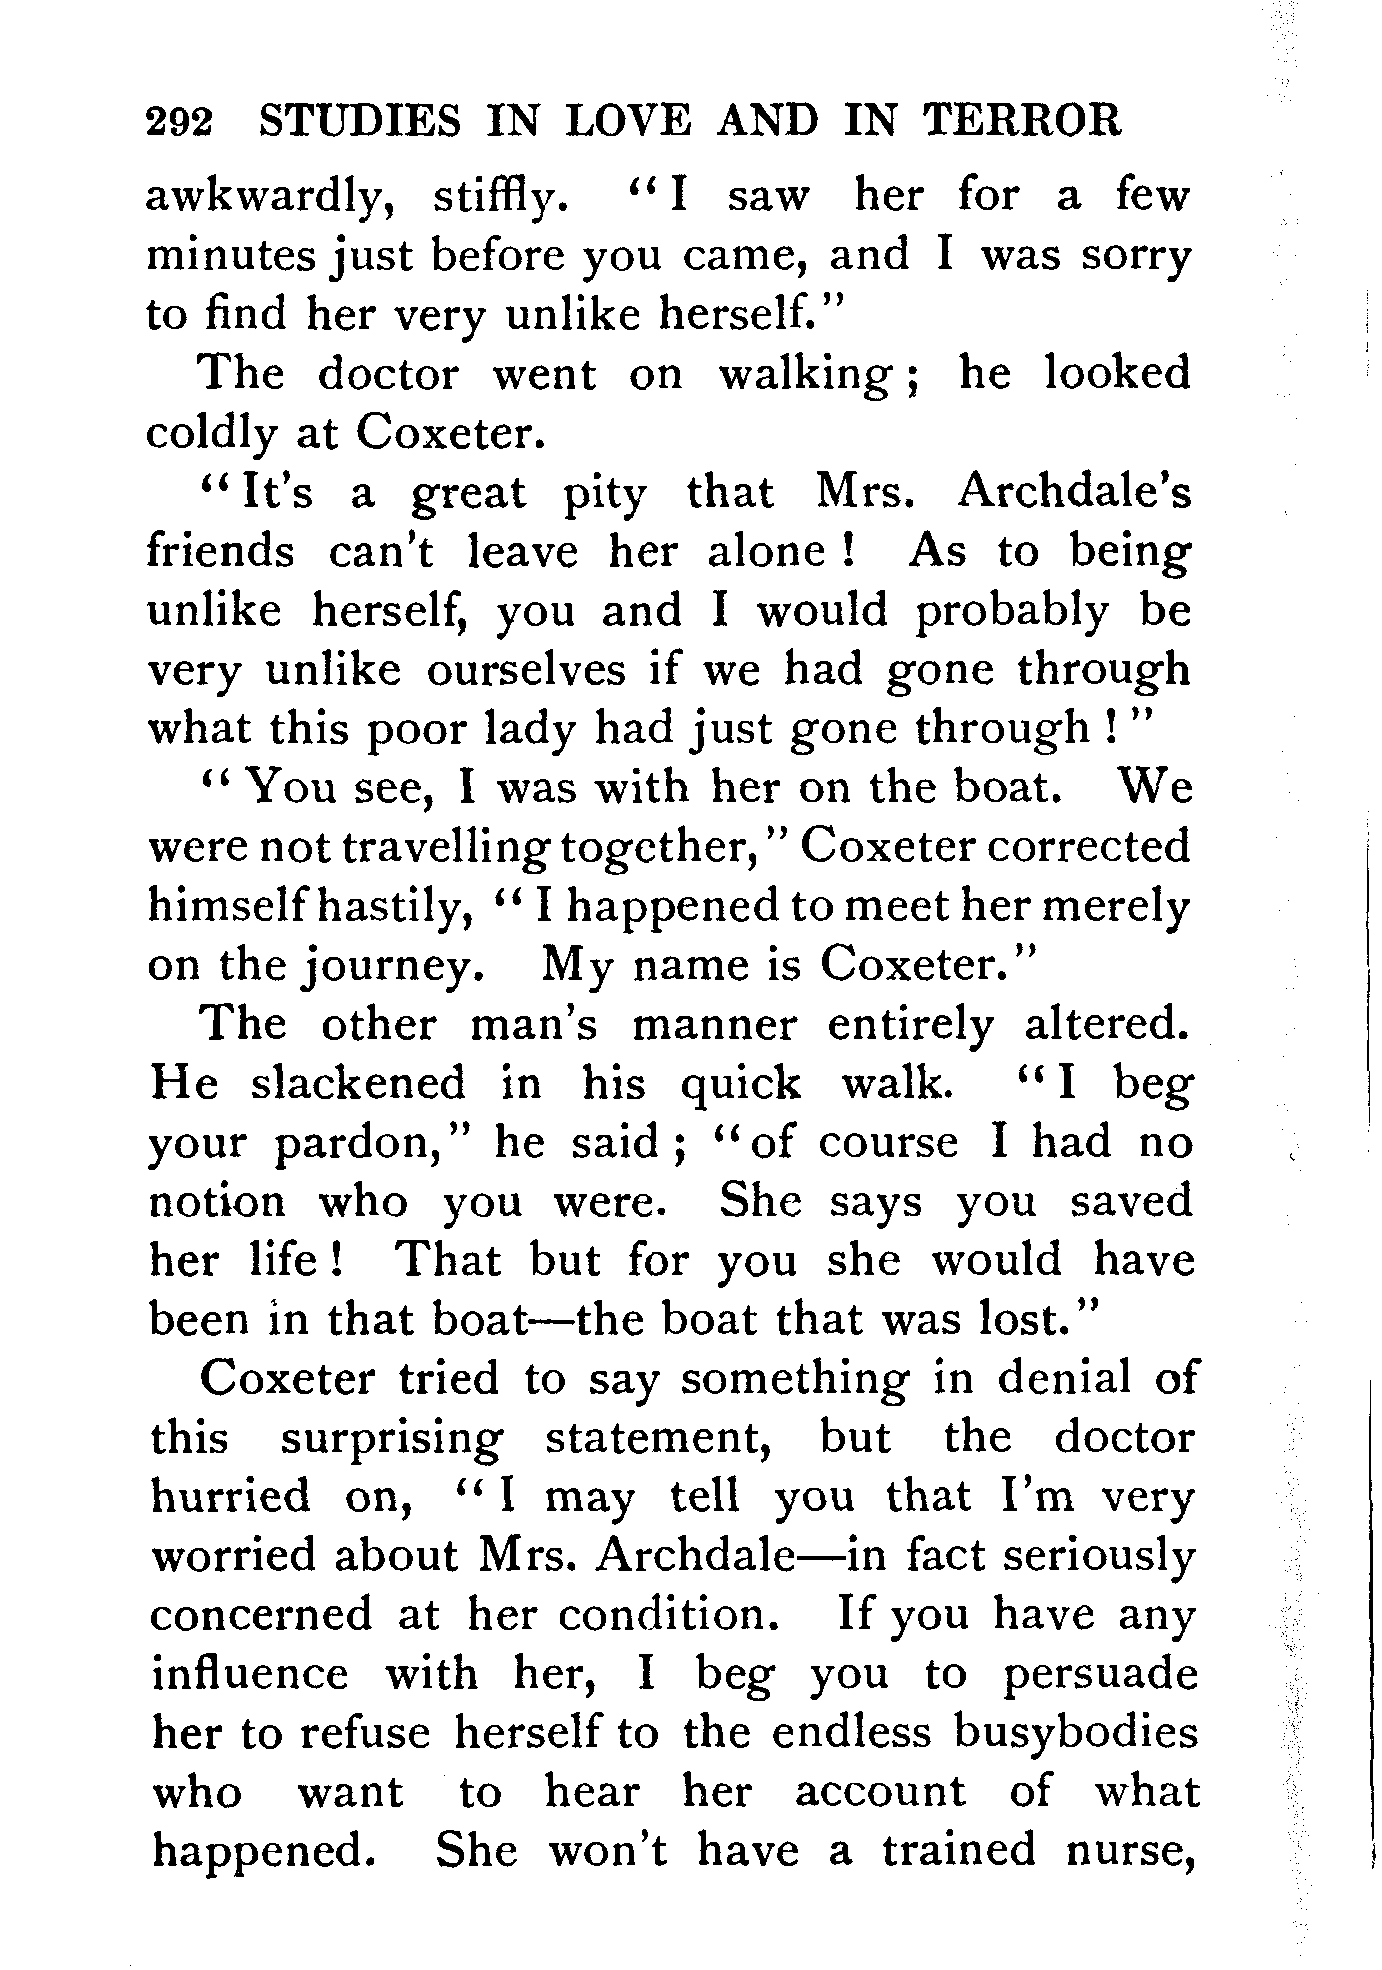 292 STUDIES IN LOVE AND IN TERROR
awkwardly, stiffly. “I saw her for a few
minutes just before you came, and I was sorry
to find her very unlike herself.”
The doctor went on walking; he looked
coldly at Coxeter.
“It's a great pity that Mrs. Archdale's
friends can't leave her alone! As to being
unlike herself, you and I would probably be
very unlike ourselves if we had gone through
what this poor lady had just gone through!”
“You see, I was with her on the boat. We
were not travelling together,” Coxeter corrected
himself hastily, “I happened to meet her merely
on the journey. My name is Coxeter.”
The other man's manner entirely altered.
He slackened in his quick walk. “I beg
your pardon,” he said; “of course I had no
notion who you were. She says you saved
her life! That but for you she would have
been in that boat—the boat that was lost.”
Coxeter tried to say something in denial of
this surprising statement, but the doctor
hurried on, “I may tell you that I'm very
worried about Mrs. Archdale—in fact seriously
concerned at her condition. If you have any
influence with her, I beg you to persuade
her to refuse herself to the endless busybodies
who want to hear her account of what
happened. She won't have a trained nurse,